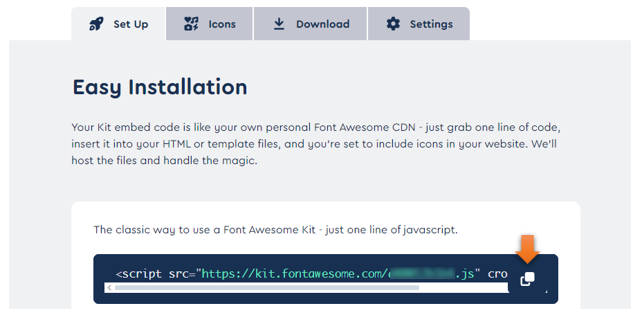 Set Up
Icons
Download
Settings
Easy Installation
Your Kit embed code is like your own personal Font Awesome CDN - just grab one line of code,
insert it into your HTML or template files, and you're set to include icons in your website. We'll
host the files and handle the magic.
The classic way to use a Font Awesome Kit - just one line of javascript.
<script src="https://kit.fontawesome.com/ .js" cro